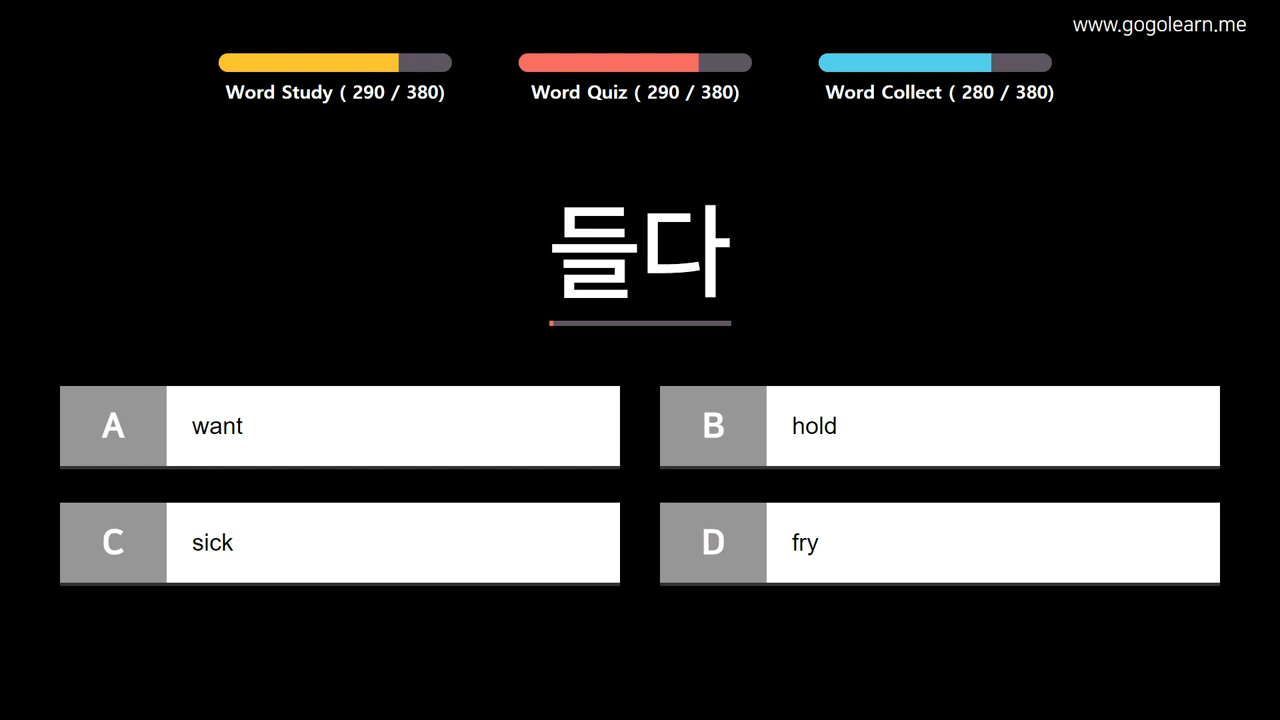 www.gogolearn.me
Word Study ( 290 / 380)
Word Quiz ( 290 / 380)
Word Collect ( 280 / 380)
들다
A want
B hold
C sick
D fry